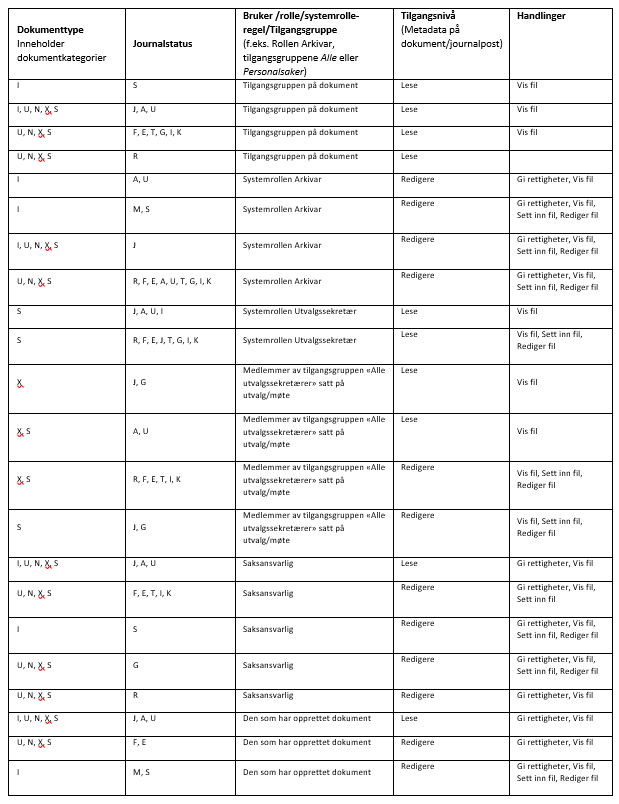 Dokumenttype
Inneholder
dokumentkategorier
Journalstatus
Bruker /rolle/systemrolle-
regel/Tilgangsgruppe
(f.eks. Rollen Arkivar,
tilgangsgruppene Alle eller
Personalsaker)
Tilgangsnivå
(Metadata på
dokument/journalpost)
Handlinger
I
S
Tilgangsgruppen på dokument
Lese
Vis fil
I, U, N, X, S
J, A, U
Tilgangsgruppen på dokument
Lese
Vis fil
U, N, X, S
F, E, T, G, I, K
Tilgangsgruppen på dokument
Lese
Vis fil
U, N, X, S
R
Tilgangsgruppen på dokument
Lese
I
A, U
Systemrollen Arkivar
Redigere
Gi rettigheter, Vis fil
I
M, S
Systemrollen Arkivar
Redigere
Gi rettigheter, Vis fil,
Sett inn fil, Rediger fil
I, U, N, X, S
J
Systemrollen Arkivar
Redigere
Gi rettigheter, Vis fil,
Sett inn fil, Rediger fil
U, N, X, S
R, F, E, A, U, T, G, I, K
Systemrollen Arkivar
Redigere
Gi rettigheter, Vis fil,
Sett inn fil, Rediger fil
S
J, A, U, I
Systemrollen Utvalgssekretær
Lese
Vis fil
S
R, F, E, J, T, G, I, K
Systemrollen Utvalgssekretær
Lese
Vis fil, Sett inn fil,
Rediger fil
X
J, G
Medlemmer av tilgangsgruppen «Alle
utvalgssekretærer» satt på
utvalg/møte
Lese
Vis fil
X, S
A, U
Medlemmer av tilgangsgruppen «Alle
utvalgssekretærer» satt på
utvalg/møte
Lese
Vis fil
X, S
R, F, E, T, I, K
Medlemmer av tilgangsgruppen «Alle
utvalgssekretærer» satt på
utvalg/møte
Redigere
Vis fil, Sett inn fil,
Rediger fil
S
J, G
Medlemmer av tilgangsgruppen «Alle
utvalgssekretærer» satt på
utvalg/møte
Redigere
Vis fil, Sett inn fil,
Rediger fil
I, U, N, X, S
J, A, U
Saksansvarlig
Lese
Gi rettigheter, Vis fil
U, N, X, S
F, E, T, I, K
Saksansvarlig
Redigere
Gi rettigheter, Vis fil,
Sett inn fil
I
S
Saksansvarlig
Redigere
Gi rettigheter, Vis fil,
Sett inn fil, Rediger fil
U, N, X, S
G
Saksansvarlig
Redigere
Gi rettigheter, Vis fil,
Sett inn fil, Rediger fil
U, N, X, S
R
Saksansvarlig
Redigere
Gi rettigheter, Vis fil
I, U, N, X, S
J, A, U
Den som har opprettet dokument
Lese
Gi rettigheter, Vis fil
U, N, X, S
F, E
Den som har opprettet dokument
Redigere
Gi rettigheter, Vis fil
I
M, S
Den som har opprettet dokument
Redigere
Gi rettigheter, Vis fil,
Sett inn fil, Rediger fil